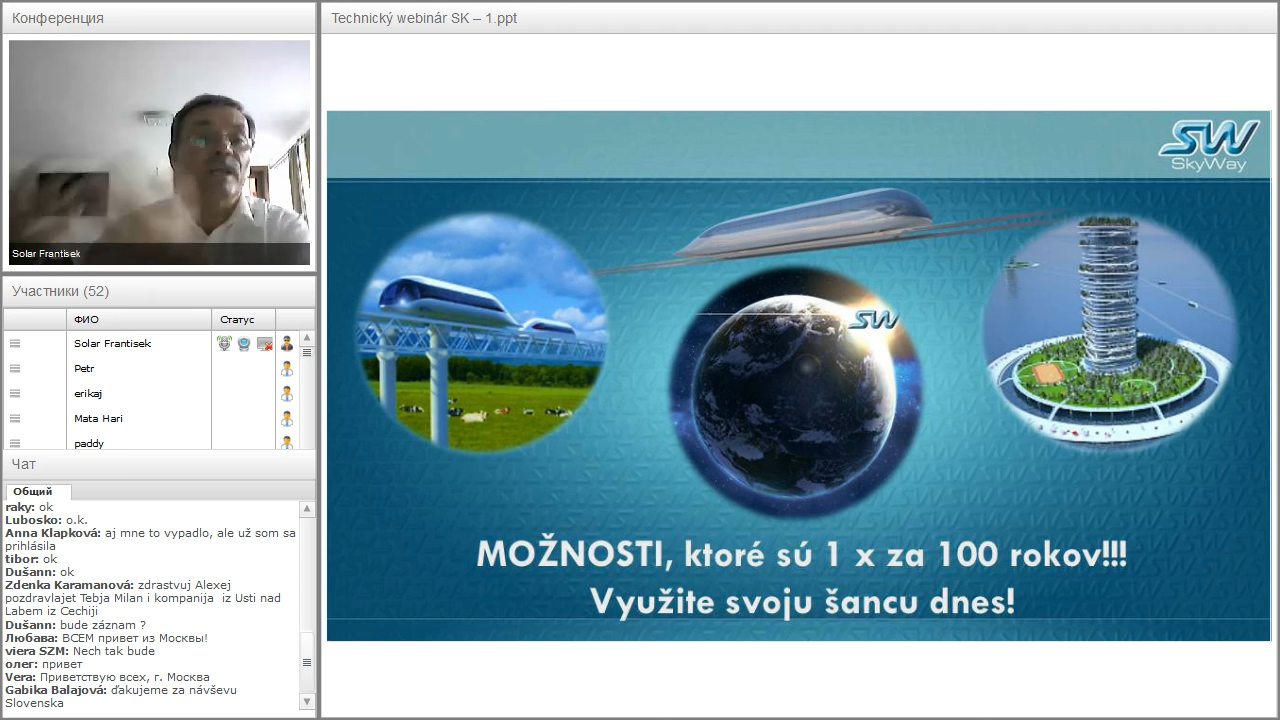 Конференция
Solar Frantisek
Участники (52)
ФИО
Статус
Solar Frantisek
Petr
erikaj
Mata Hari
paddy
Чат
Общий
raky: ok
Lubosko: o.k.
Anna Klapková: aj mne to vypadlo, ale už som sa
prihlásila
tibor: ok
Dušann: ok
Zdenka Karamanová: zdrastvuj Alexej
pozdravlajet Tebja Milan i kompanija  iz Usti nad
Labem iz Cechiji
Dušann: bude záznam ?
Любава: ВСЕМ привет из Москвы!
viera SZM: Nech tak bude
олег: привет
Vera: Приветствую всех, г. Москва
Gabika Balajová: ďakujeme za návševu
Slovenska
Technický webinár SK – 1.ppt
SW
SkyWay
SW
MOŽNOSTI, ktoré sú 1 x za 100 rokov!!!
Využite svoju šancu dnes!